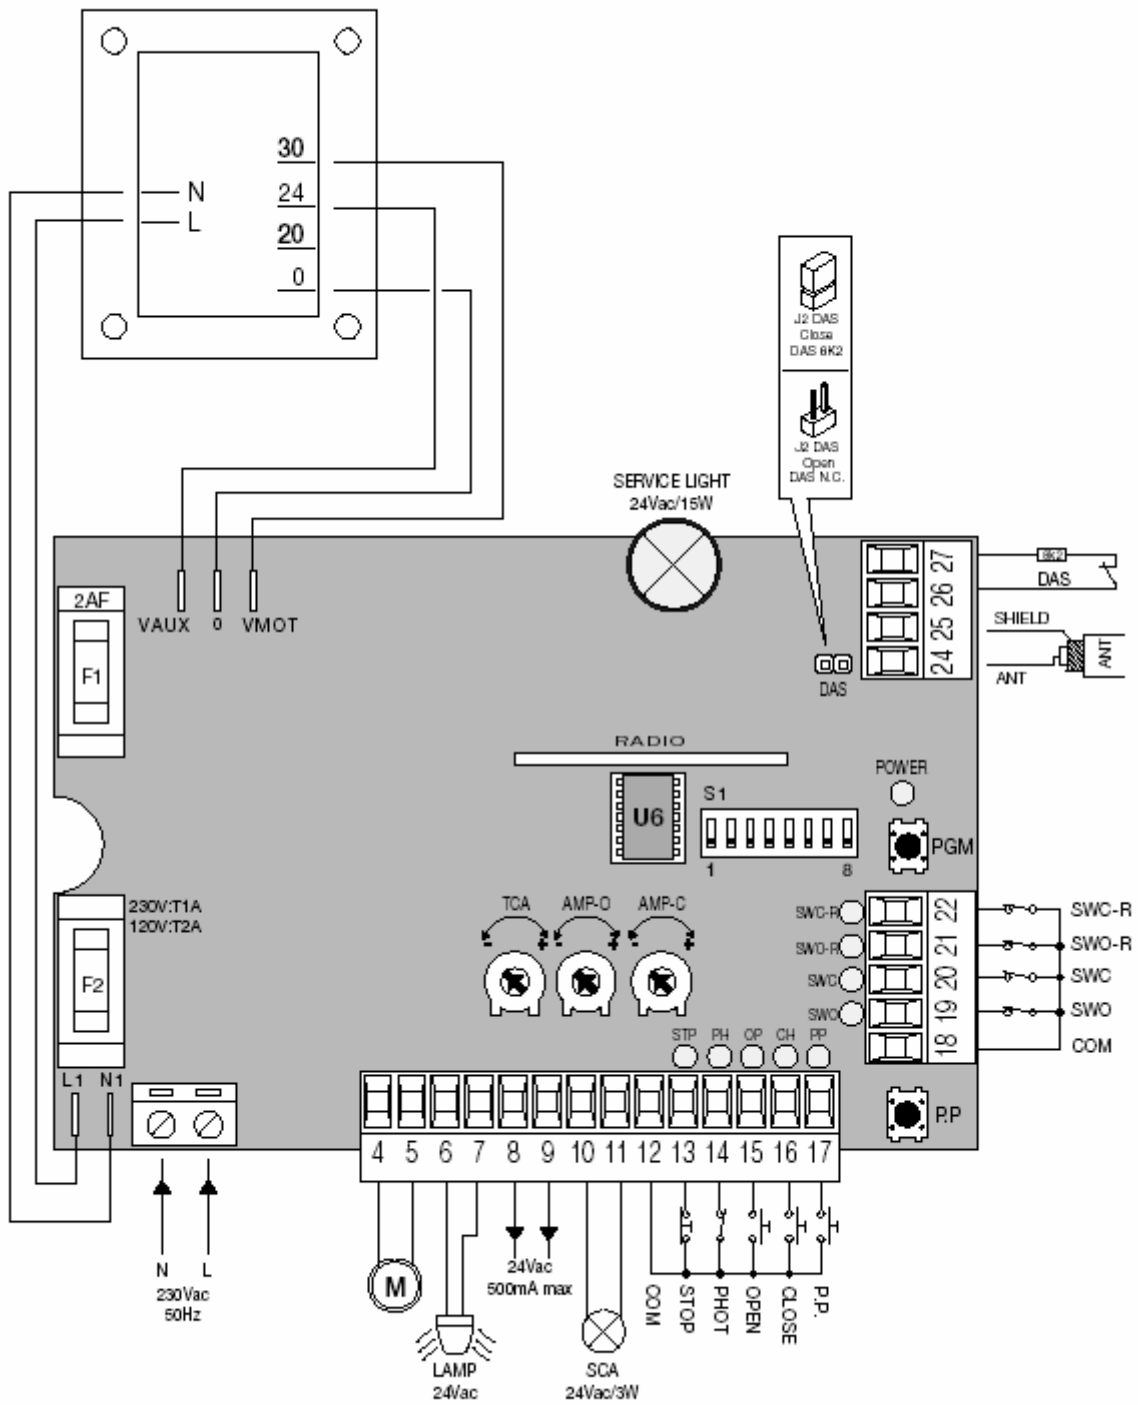 30
N
24
L
20
0
J2 DAS
Close
DAS 8K2
J2 DAS
Open
DAS N.C.
SERVICE LIGHT
24Vac/15W
2AF
VAUX
0
VMOT
F1
27
26
25
24
8K2
DAS
SHIELD
ANT
ANT
DAS
RADIO
POWER
S1
U6
PGM
1
8
230V:T1A
120V:T2A
TCA
AMP-O
AMP-C
SWC-R
22
SWC-R
SWO-R
21
SWO-R
SWC
20
SWC
SWO
19
SWO
18
COM
F2
STP
PH
OP
CH
PP
L1
N1
P.P
4
5
6
7
8
9
10
11
12
13
14
15
16
17
N
L
230Vac
50Hz
M
24Vac
500mA max
COM
STOP
PHOT
OPEN
CLOSE
P.P.
LAMP
24Vac
SCA
24Vac/3W